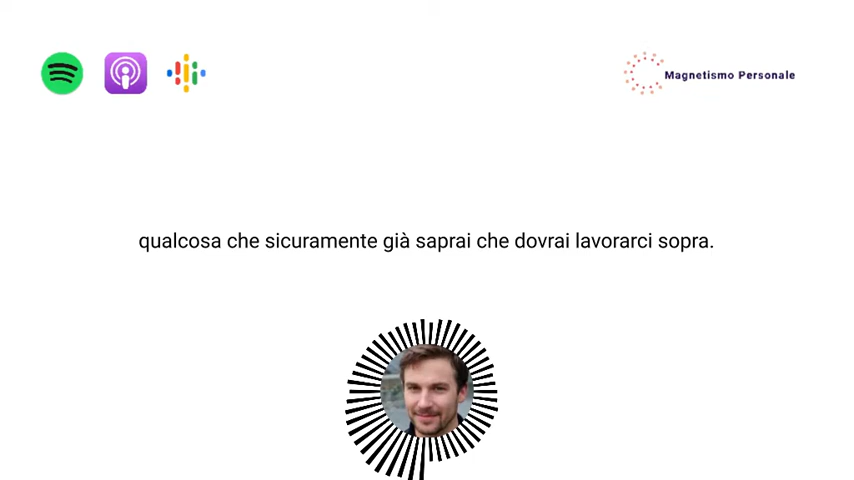 Magnetismo Personale
qualcosa che sicuramente già saprai che dovrai lavorarci sopra.